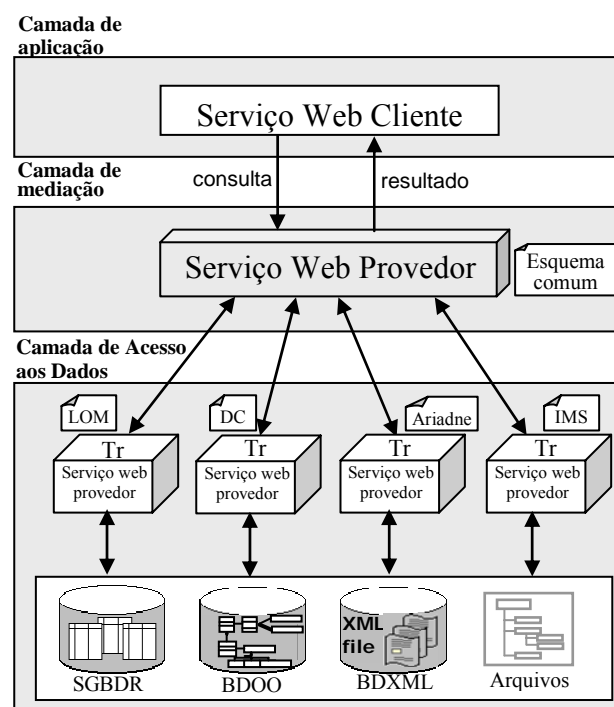 Camada de
aplicação
Serviço Web Cliente
Camada de
mediação
consulta
resultado
Serviço Web Provedor
Esquema
comum
Camada de Acesso
aos Dados
LOM
DC
Ariadne
IMS
Tr
Serviço web
provedor
Tr
Serviço web
provedor
Tr
Serviço web
provedor
Tr
Serviço web
provedor
XML
file
SGBDR
BDOO
BDXML
Arquivos